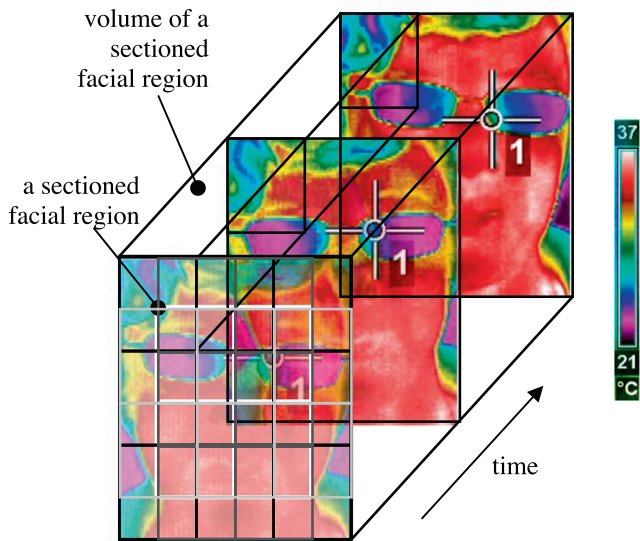 volume of a
sectioned
facial region
a sectioned
facial region
1
1
1
37
21
°C
time